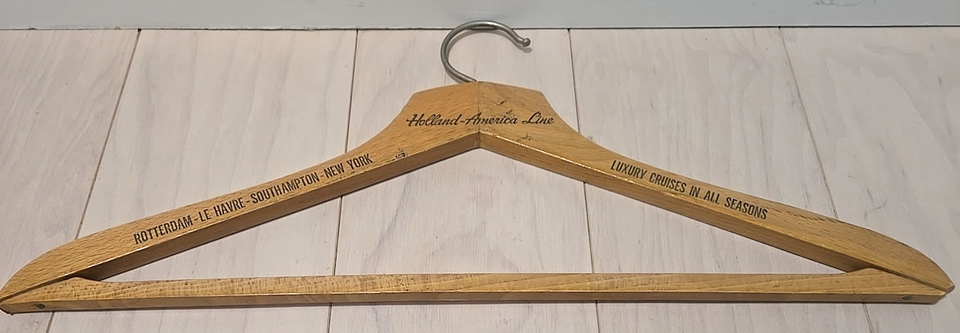 Holland-America Line
ROTTERDAM-LE HAVRE-SOUTHAMPTON-NEW YORK
LUXURY CRUISES IN ALL SEASONS